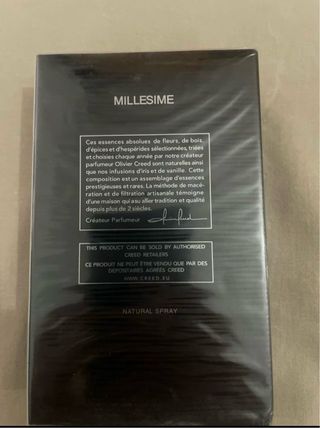 MILLESIME
Ces essences absolues de fleurs, de bois,
d'épices et d'hespérides sélectionnées, triées
et choisies chaque année par notre créateur
parfumeur Olivier Creed sont naturelles ainsi
que nos infusions d'iris et de vanille. Cette
composition est un assemblage d'essences
prestigieuses et rares. La méthode de macé-
ration et de filtration artisanale témoigne
d'une maison qui a su allier tradition et qualité
depuis plus de 2 siècles.
Créateur Parfumeur
THIS PRODUCT CAN BE SOLD BY AUTHORISED
CREED RETAILERS
CE PRODUIT NE PEUT ÊTRE VENDU QUE PAR DES
DEPOSITAIRES AGRÉÉS CREED
WWW.CREED.EU
NATURAL SPRAY